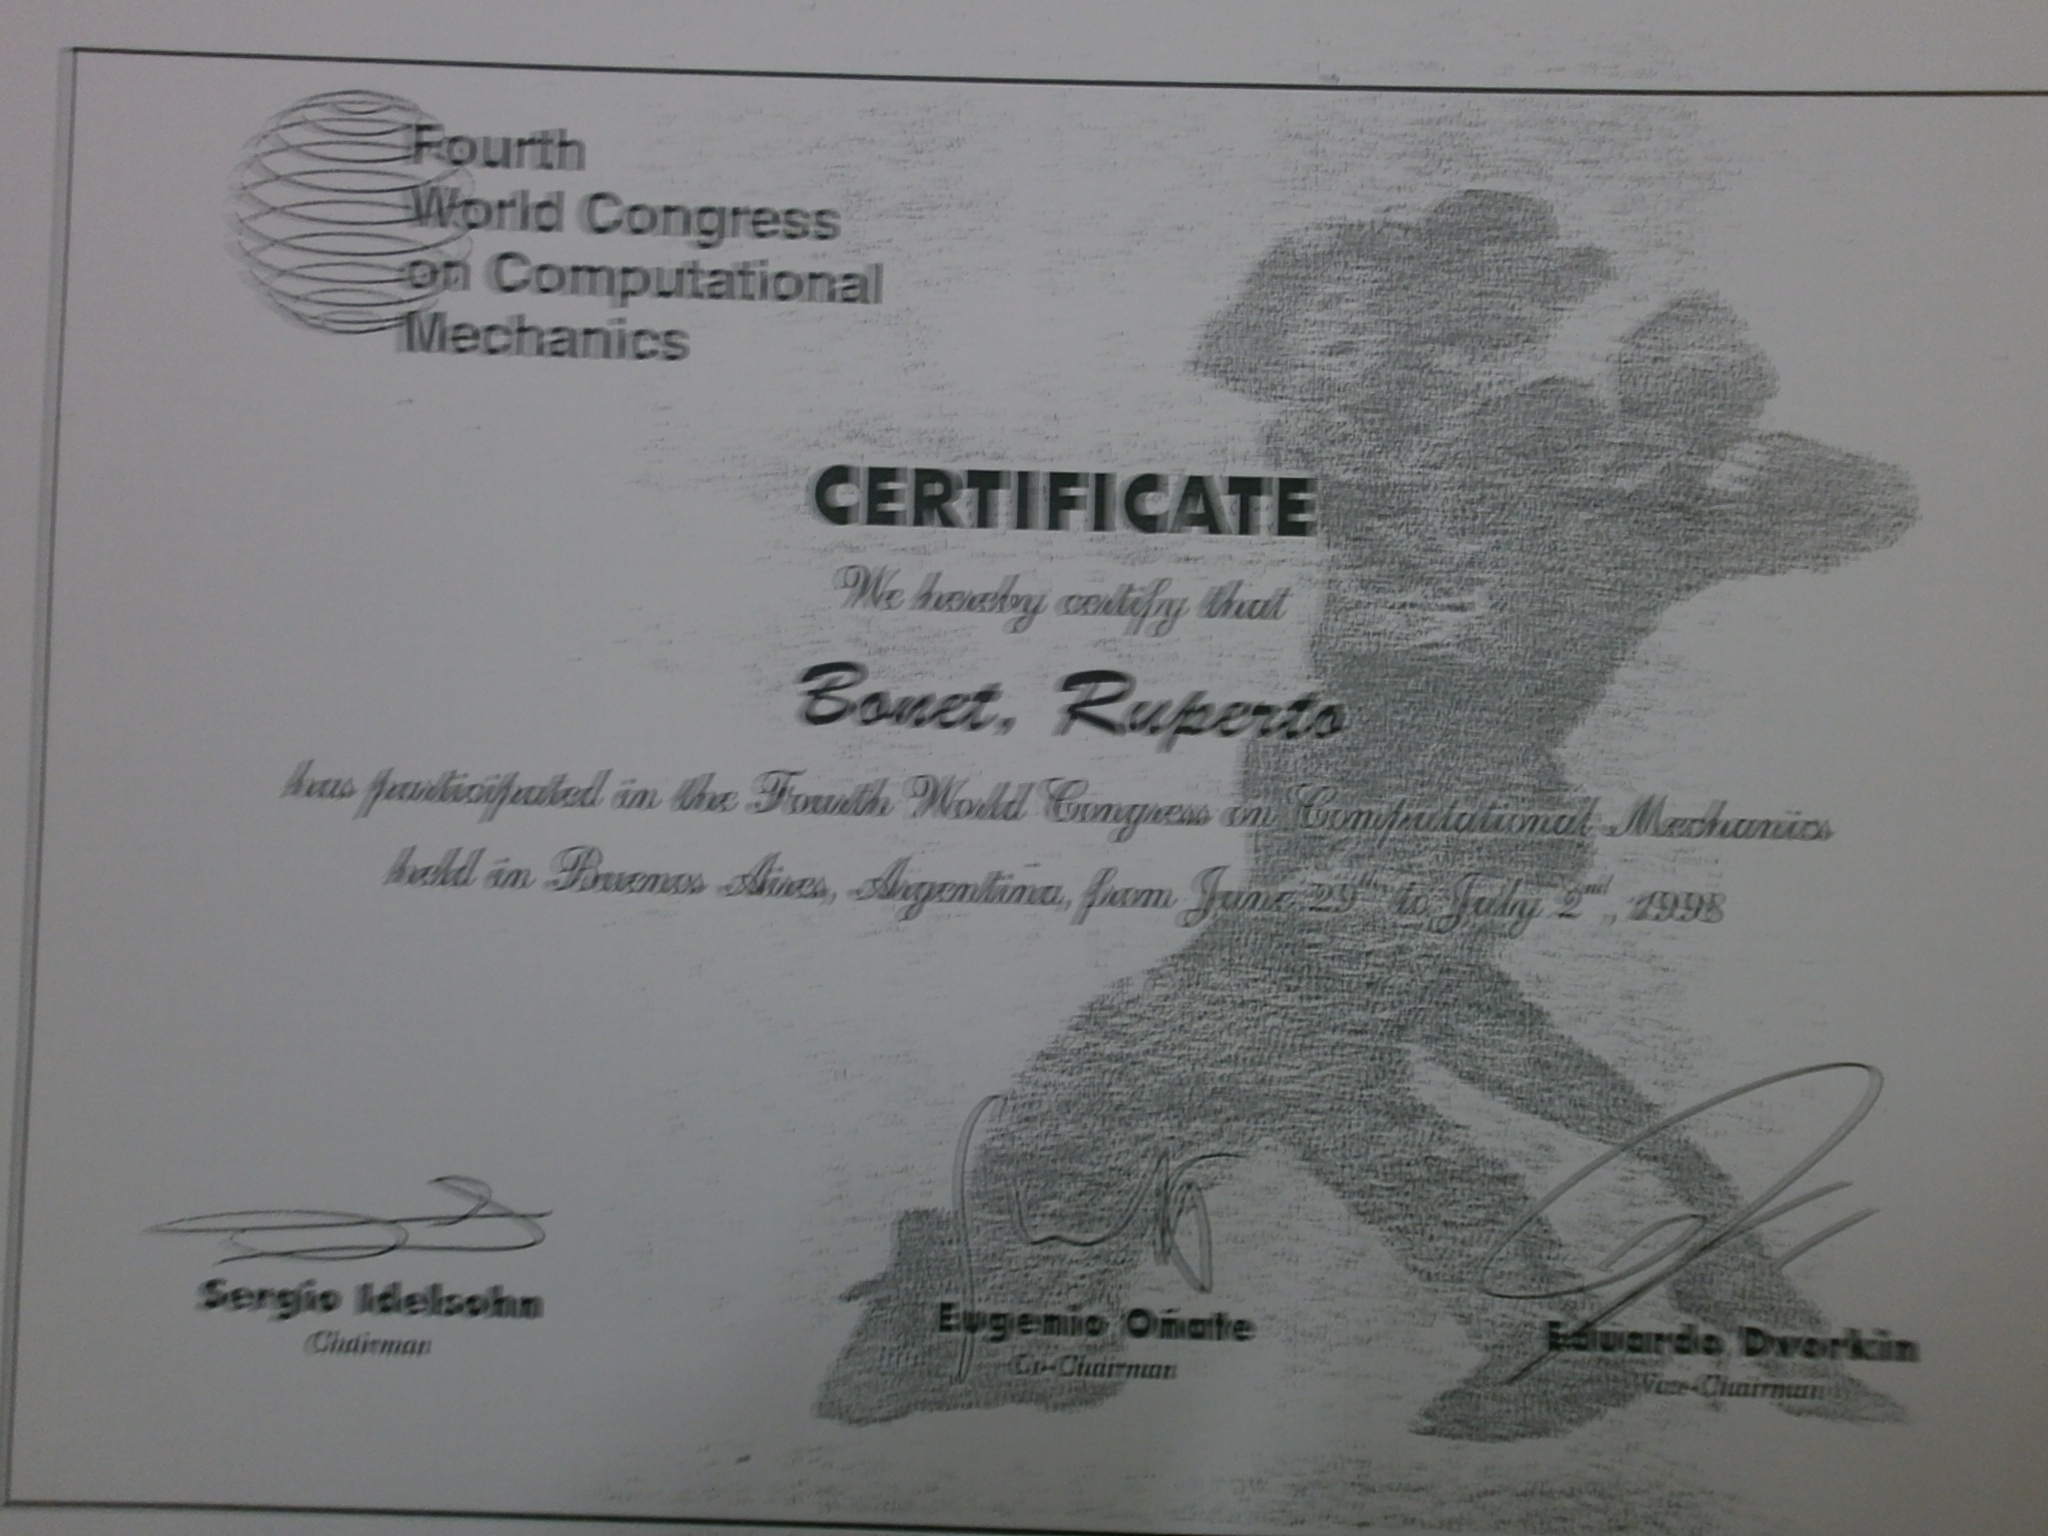 Fourth
World Congress
on Computational
Mechanics
CERTIFICATE
We hereby certify that
Bonet, Ruperto
has participated in the Fourth World Congress on Computational Mechanics
held in Buenos Aires, Argentina, from June 29th to July 2nd, 1998
Sergio Idelsohn
Chairman
Eugenio Oñate
Co-Chairman
Eduardo Dvorkin
Vice-Chairman